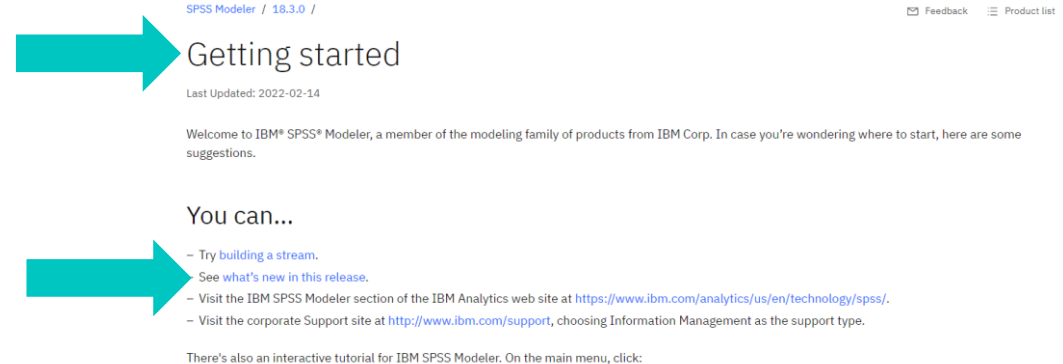 SPSS Modeler / 18.3.0 /
Feedback
Product list
Getting started
Last Updated: 2022-02-14
Welcome to IBM® SPSS® Modeler, a member of the modeling family of products from IBM Corp. In case you're wondering where to start, here are some
suggestions.
You can...
– Try building a stream.
– See what's new in this release.
– Visit the IBM SPSS Modeler section of the IBM Analytics web site at https://www.ibm.com/analytics/us/en/technology/spss/.
– Visit the corporate Support site at http://www.ibm.com/support, choosing Information Management as the support type.
There's also an interactive tutorial for IBM SPSS Modeler. On the main menu, click: